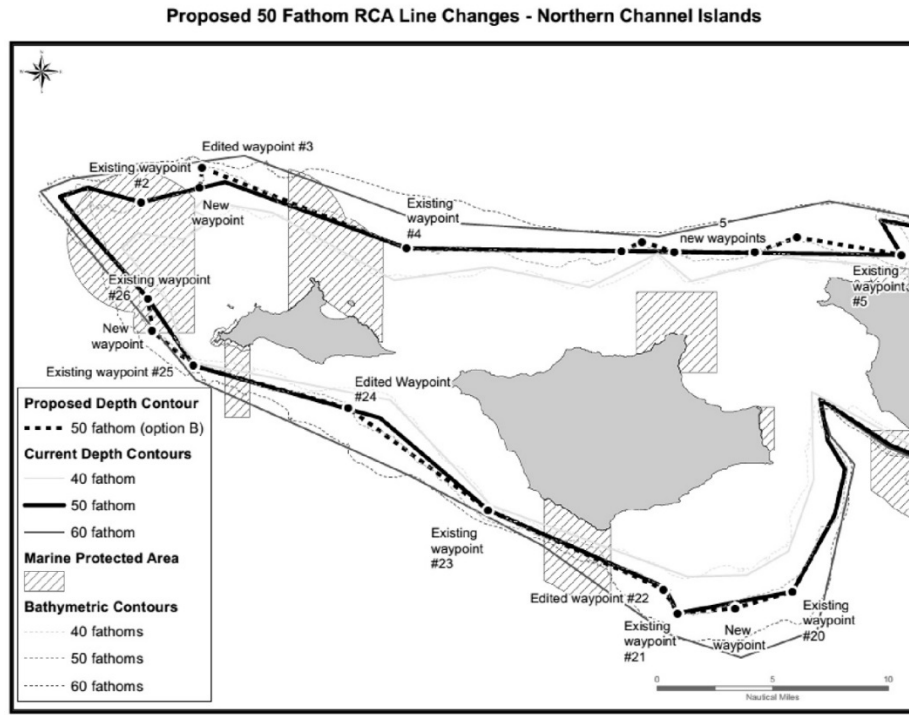 Proposed 50 Fathom RCA Line Changes - Northern Channel Islands
Edited waypoint #3
Existing waypoint
#2
New
waypoint
Existing
waypoint
#4
5
new waypoints
Existing
waypoint
#5
Existing waypoint
#26
New
waypoint
Existing waypoint #25
Edited Waypoint
#24
Existing
waypoint
#23
Edited waypoint #22
Existing
waypoint
#21
New
waypoint
Existing
waypoint
#20
Proposed Depth Contour
50 fathom (option B)
Current Depth Contours
40 fathom
50 fathom
60 fathom
Marine Protected Area
Bathymetric Contours
40 fathoms
50 fathoms
60 fathoms
0 5 10
Nautical Miles